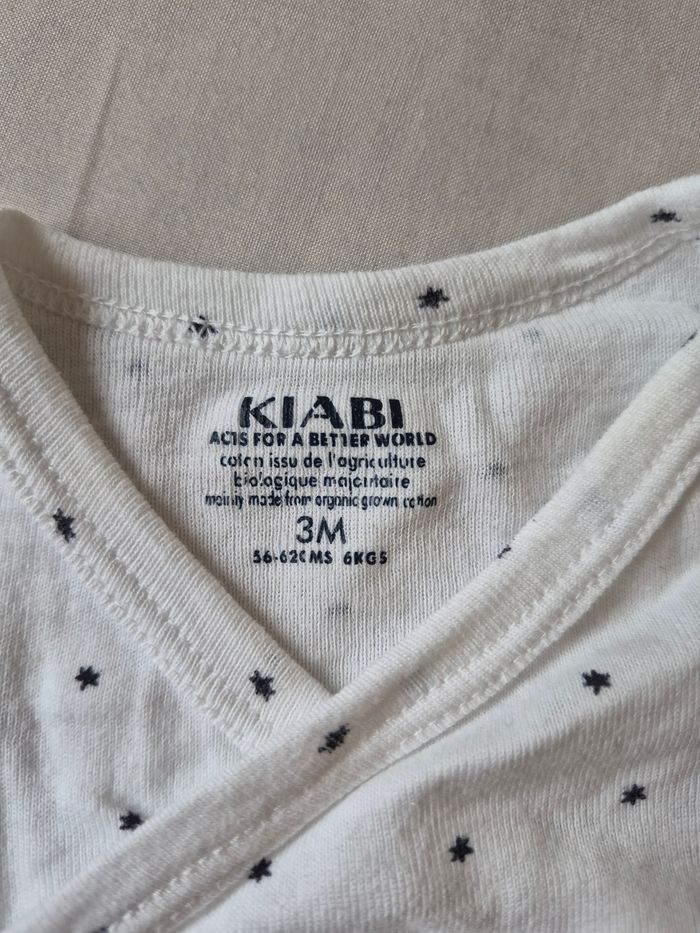 KIABI
ACTS FOR A BETTER WORLD
coton issu de l'agriculture
biologique majoritaire
mainly made from organic grown cotton
3M
56-62CMS 6KGS